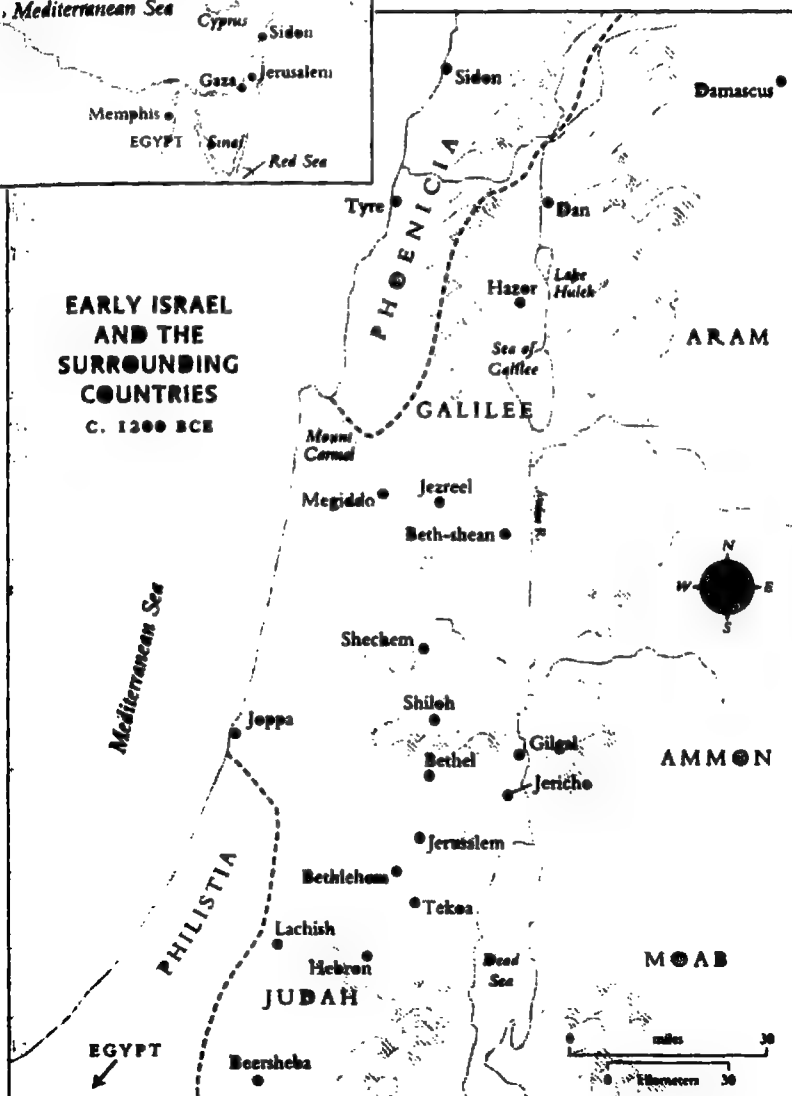 Mediterranean Sea
Cyprus
Sidon
Jerusalem
Gaza
Memphis
EGYPT
Sinai
Red Sea
Sidon
Damascus
PHOENICIA
Tyre
Dan
Lake
Hulek
Hazor
EARLY ISRAEL
AND THE
SURROUNDING
COUNTRIES
C. 1200 BCE
Sea of
Galilee
ARAM
GALILEE
Mount
Carmel
Megiddo
Jezreel
Beth-shean
Jordan R.
N
W
E
S
Mediterranean Sea
Shechem
Shiloh
Joppa
Gilgal
Bethel
AMMON
Jericho
Jerusalem
Bethlehem
Tekoa
PHILISTIA
Lachish
Hebron
Dead
Sea
MOAB
JUDAH
EGYPT
Beersheba
0 miles 30
0 Kilometers 30